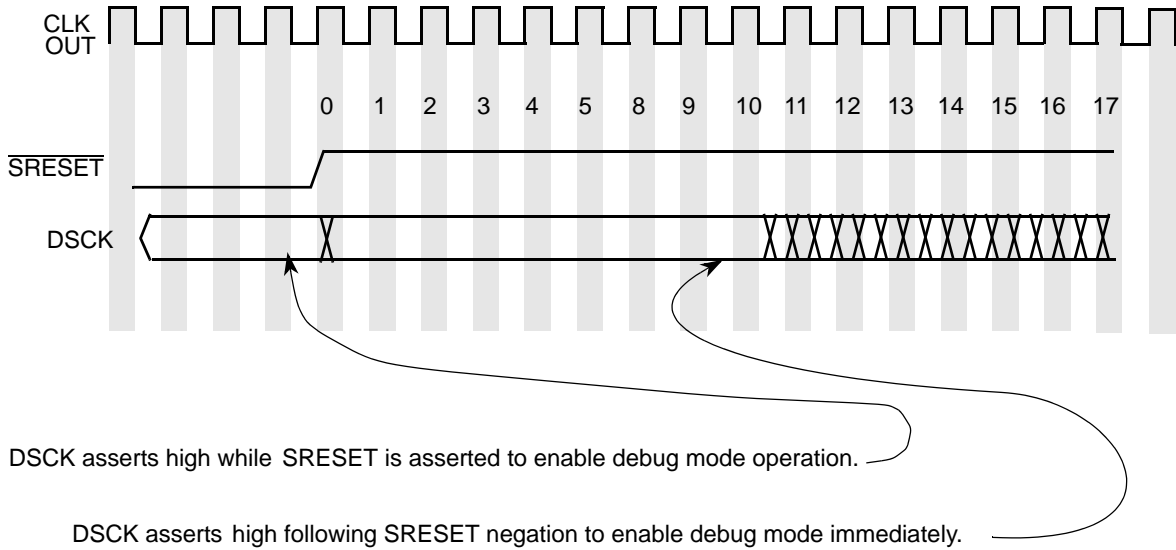 CLK
OUT
0 1 2 3 4 5 8 9 10 11 12 13 14 15 16 17
SRESET
DSCK
DSCK asserts high while SRESET is asserted to enable debug mode operation.
DSCK asserts high following SRESET negation to enable debug mode immediately.